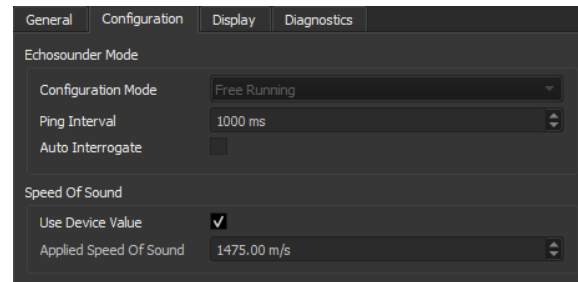 General Configuration Display Diagnostics
Echosounder Mode
Configuration Mode Free Running
Ping Interval 1000 ms
Auto Interrogate
Speed Of Sound
Use Device Value
Applied Speed Of Sound 1475.00 m/s